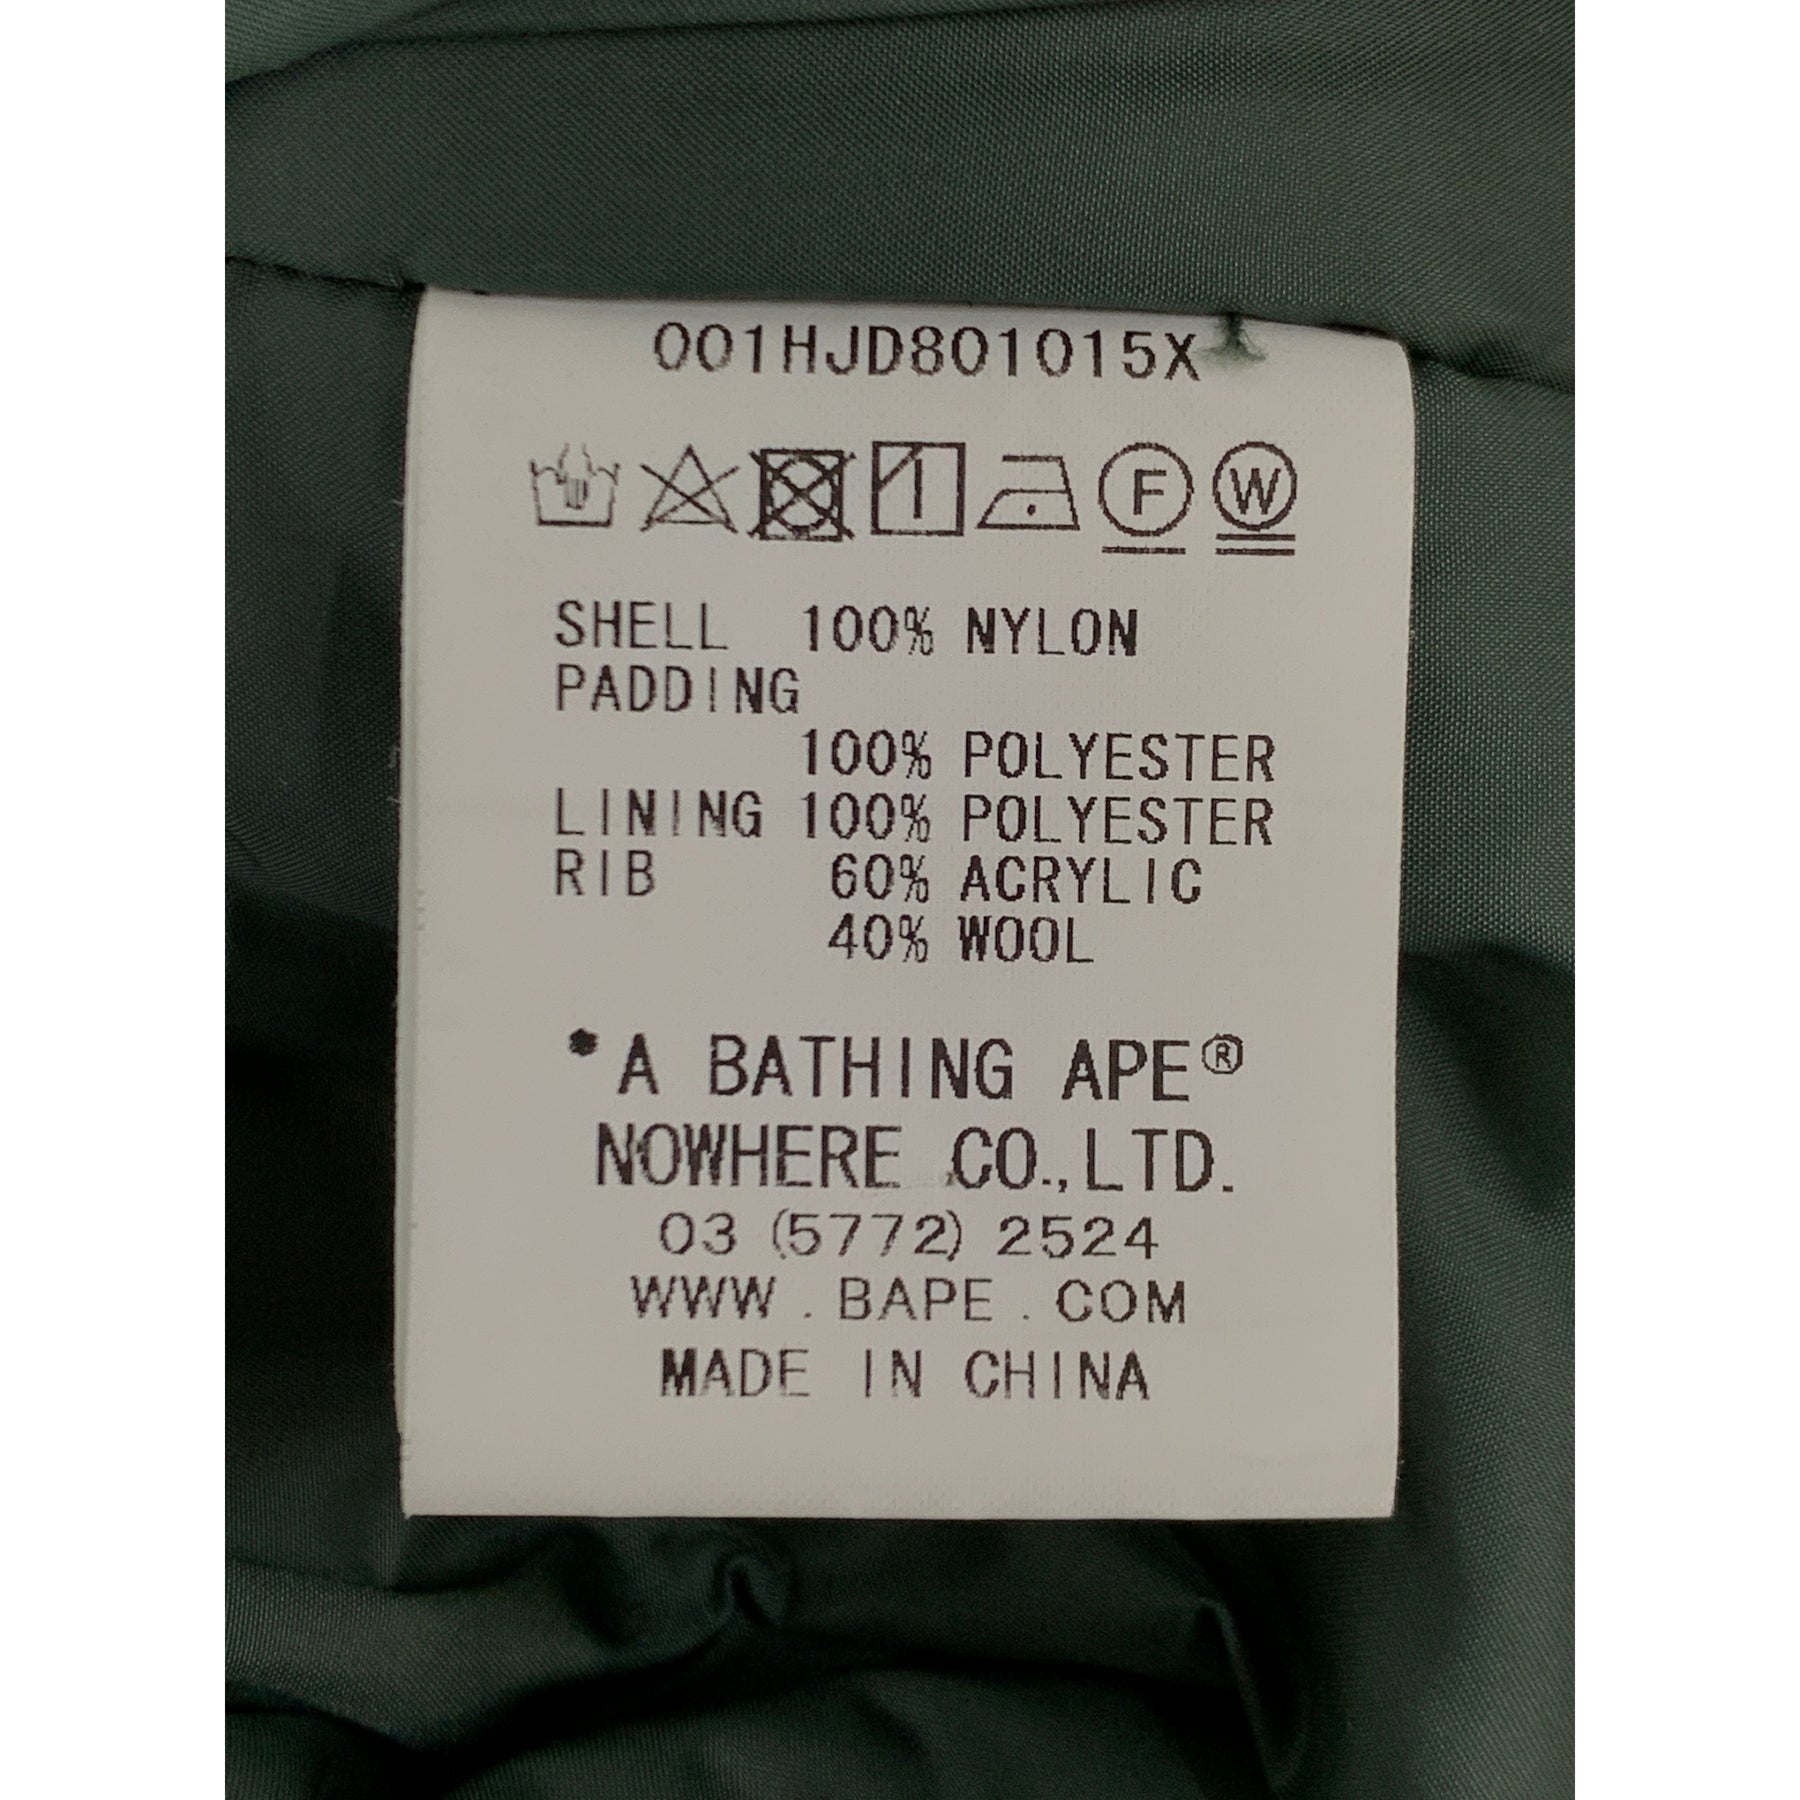 001HJD801015X
F W
SHELL 100% NYLON
PADDING
100% POLYESTER
LINING 100% POLYESTER
RIB 60% ACRYLIC
40% WOOL
*A BATHING APE®
NOWHERE CO.,LTD.
03 (5772) 2524
WWW.BAPE.COM
MADE IN CHINA